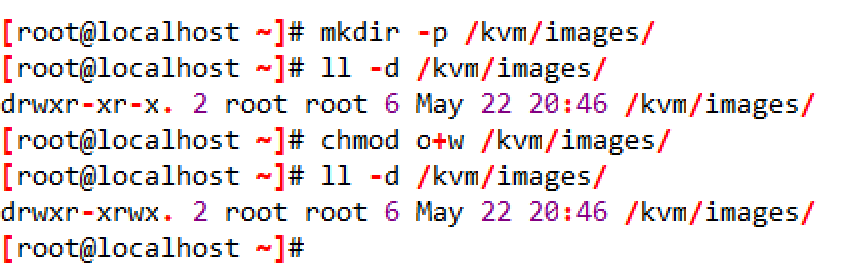 [root@localhost ~]# mkdir -p /kvm/images/
[root@localhost ~]# ll -d /kvm/images/
drwxr-xr-x. 2 root root 6 May 22 20:46 /kvm/images/
[root@localhost ~]# chmod o+w /kvm/images/
[root@localhost ~]# ll -d /kvm/images/
drwxr-xrwx. 2 root root 6 May 22 20:46 /kvm/images/
[root@localhost ~]#